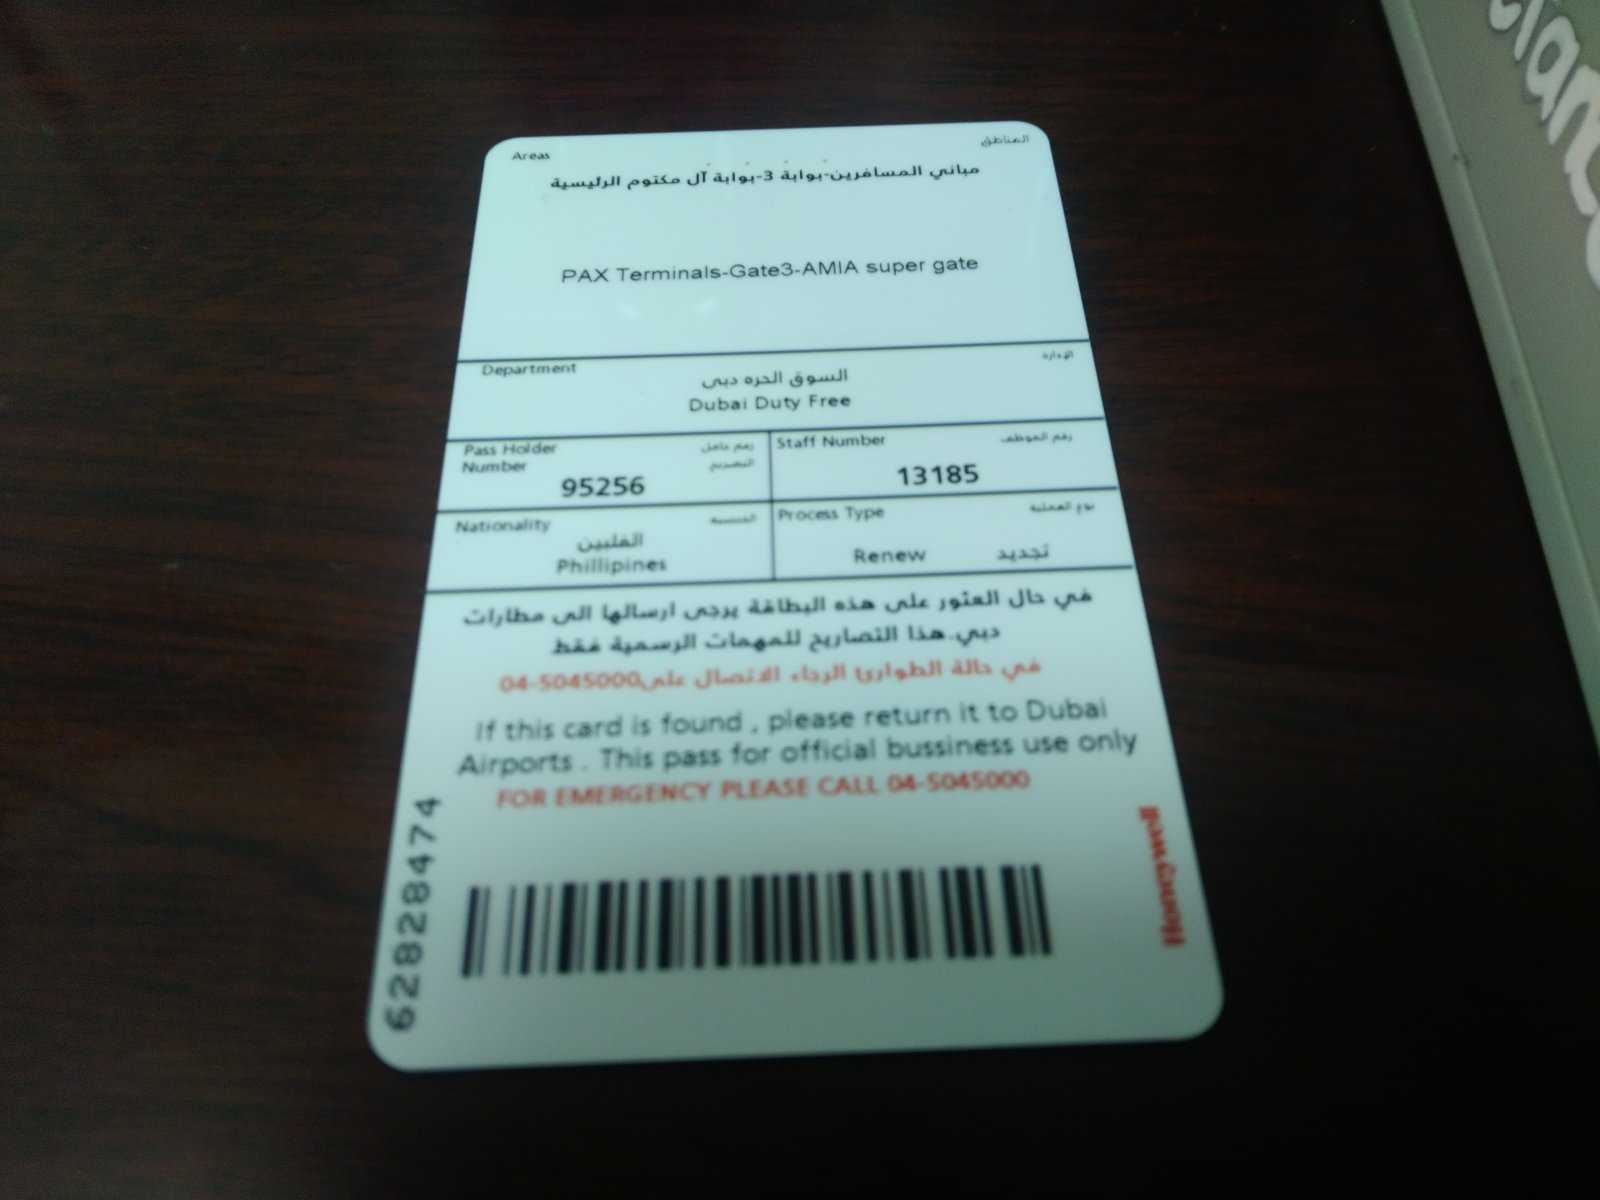 Areas
المناطق
مباني المسافرين-بوابة 3-بوابة آل مكتوم الرئيسية
PAX Terminals-Gate3-AMIA super gate
Department
الإدارة
السوق الحره دبي
Dubai Duty Free
Pass Holder Number
رقم حامل التصريح
95256
Staff Number
رقم الموظف
13185
Nationality
الجنسية
الفلبين
Phillipines
Process Type
نوع العملية
Renew
تجديد
في حال العثور على هذه البطاقة يرجى ارسالها الى مطارات
دبي.هذا التصاريح للمهمات الرسمية فقط
في حالة الطوارئ الرجاء الاتصال على04-5045000
If this card is found , please return it to Dubai
Airports . This pass for official bussiness use only
FOR EMERGENCY PLEASE CALL 04-5045000
62828474
Honeywell